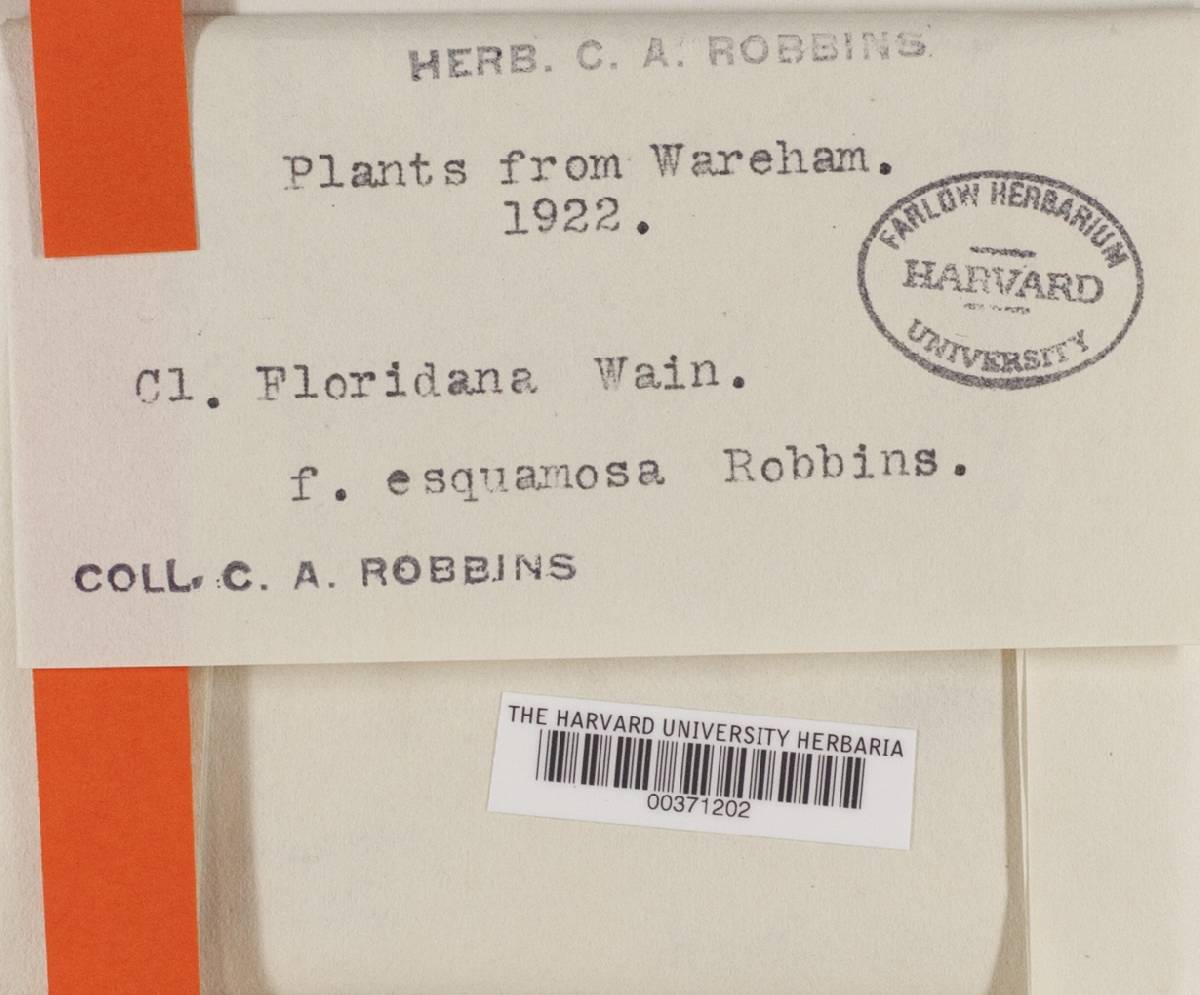 HERB. C. A. ROBBINS.
Plants from Wareham.
1922.
FARLOW HERBARIUM
HARVARD
UNIVERSITY
Cl. Floridana Wain.
f. esquamosa Robbins.
COLL. C. A. ROBBINS
THE HARVARD UNIVERSITY HERBARIA
00371202